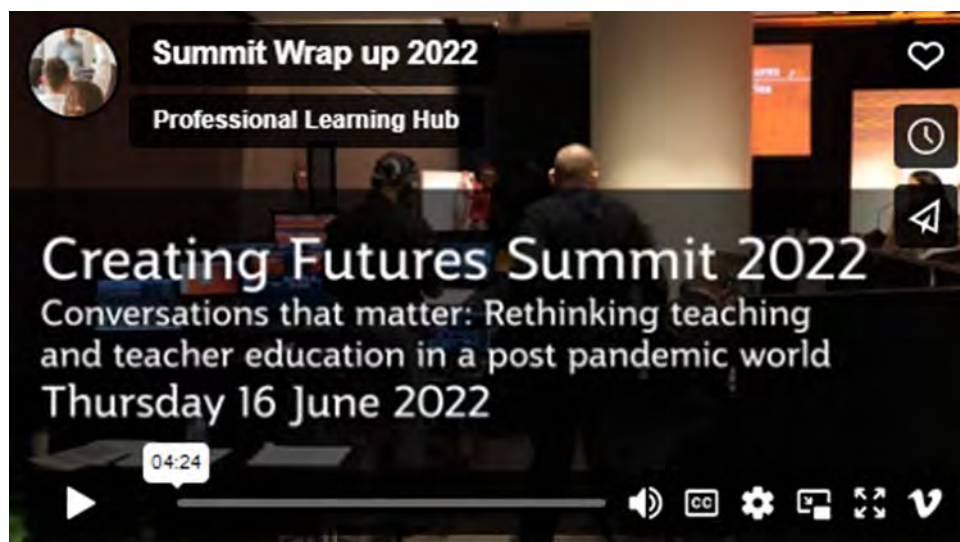 Summit Wrap up 2022
Professional Learning Hub
Creating Futures Summit 2022
Conversations that matter: Rethinking teaching
and teacher education in a post pandemic world
Thursday 16 June 2022
04:24
CC